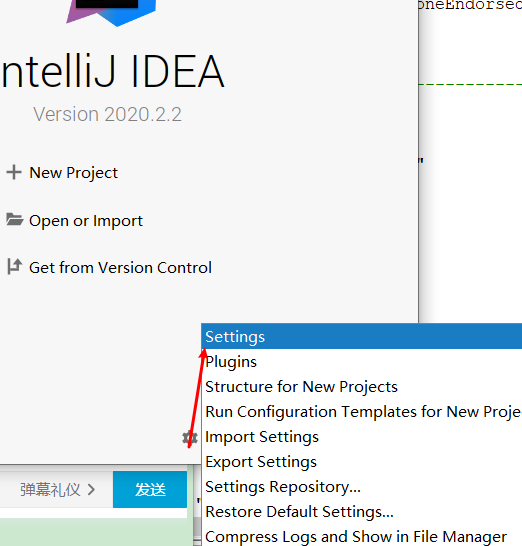 oneEndorsed
ntelliJ IDEA
Version 2020.2.2
"
New Project
Open or Import
Get from Version Control
Settings
Plugins
Structure for New Projects
Run Configuration Templates for New Proje
Import Settings
Export Settings
弹幕礼仪 >
发送
Settings Repository...
"
Restore Default Settings...
Compress Logs and Show in File Manager